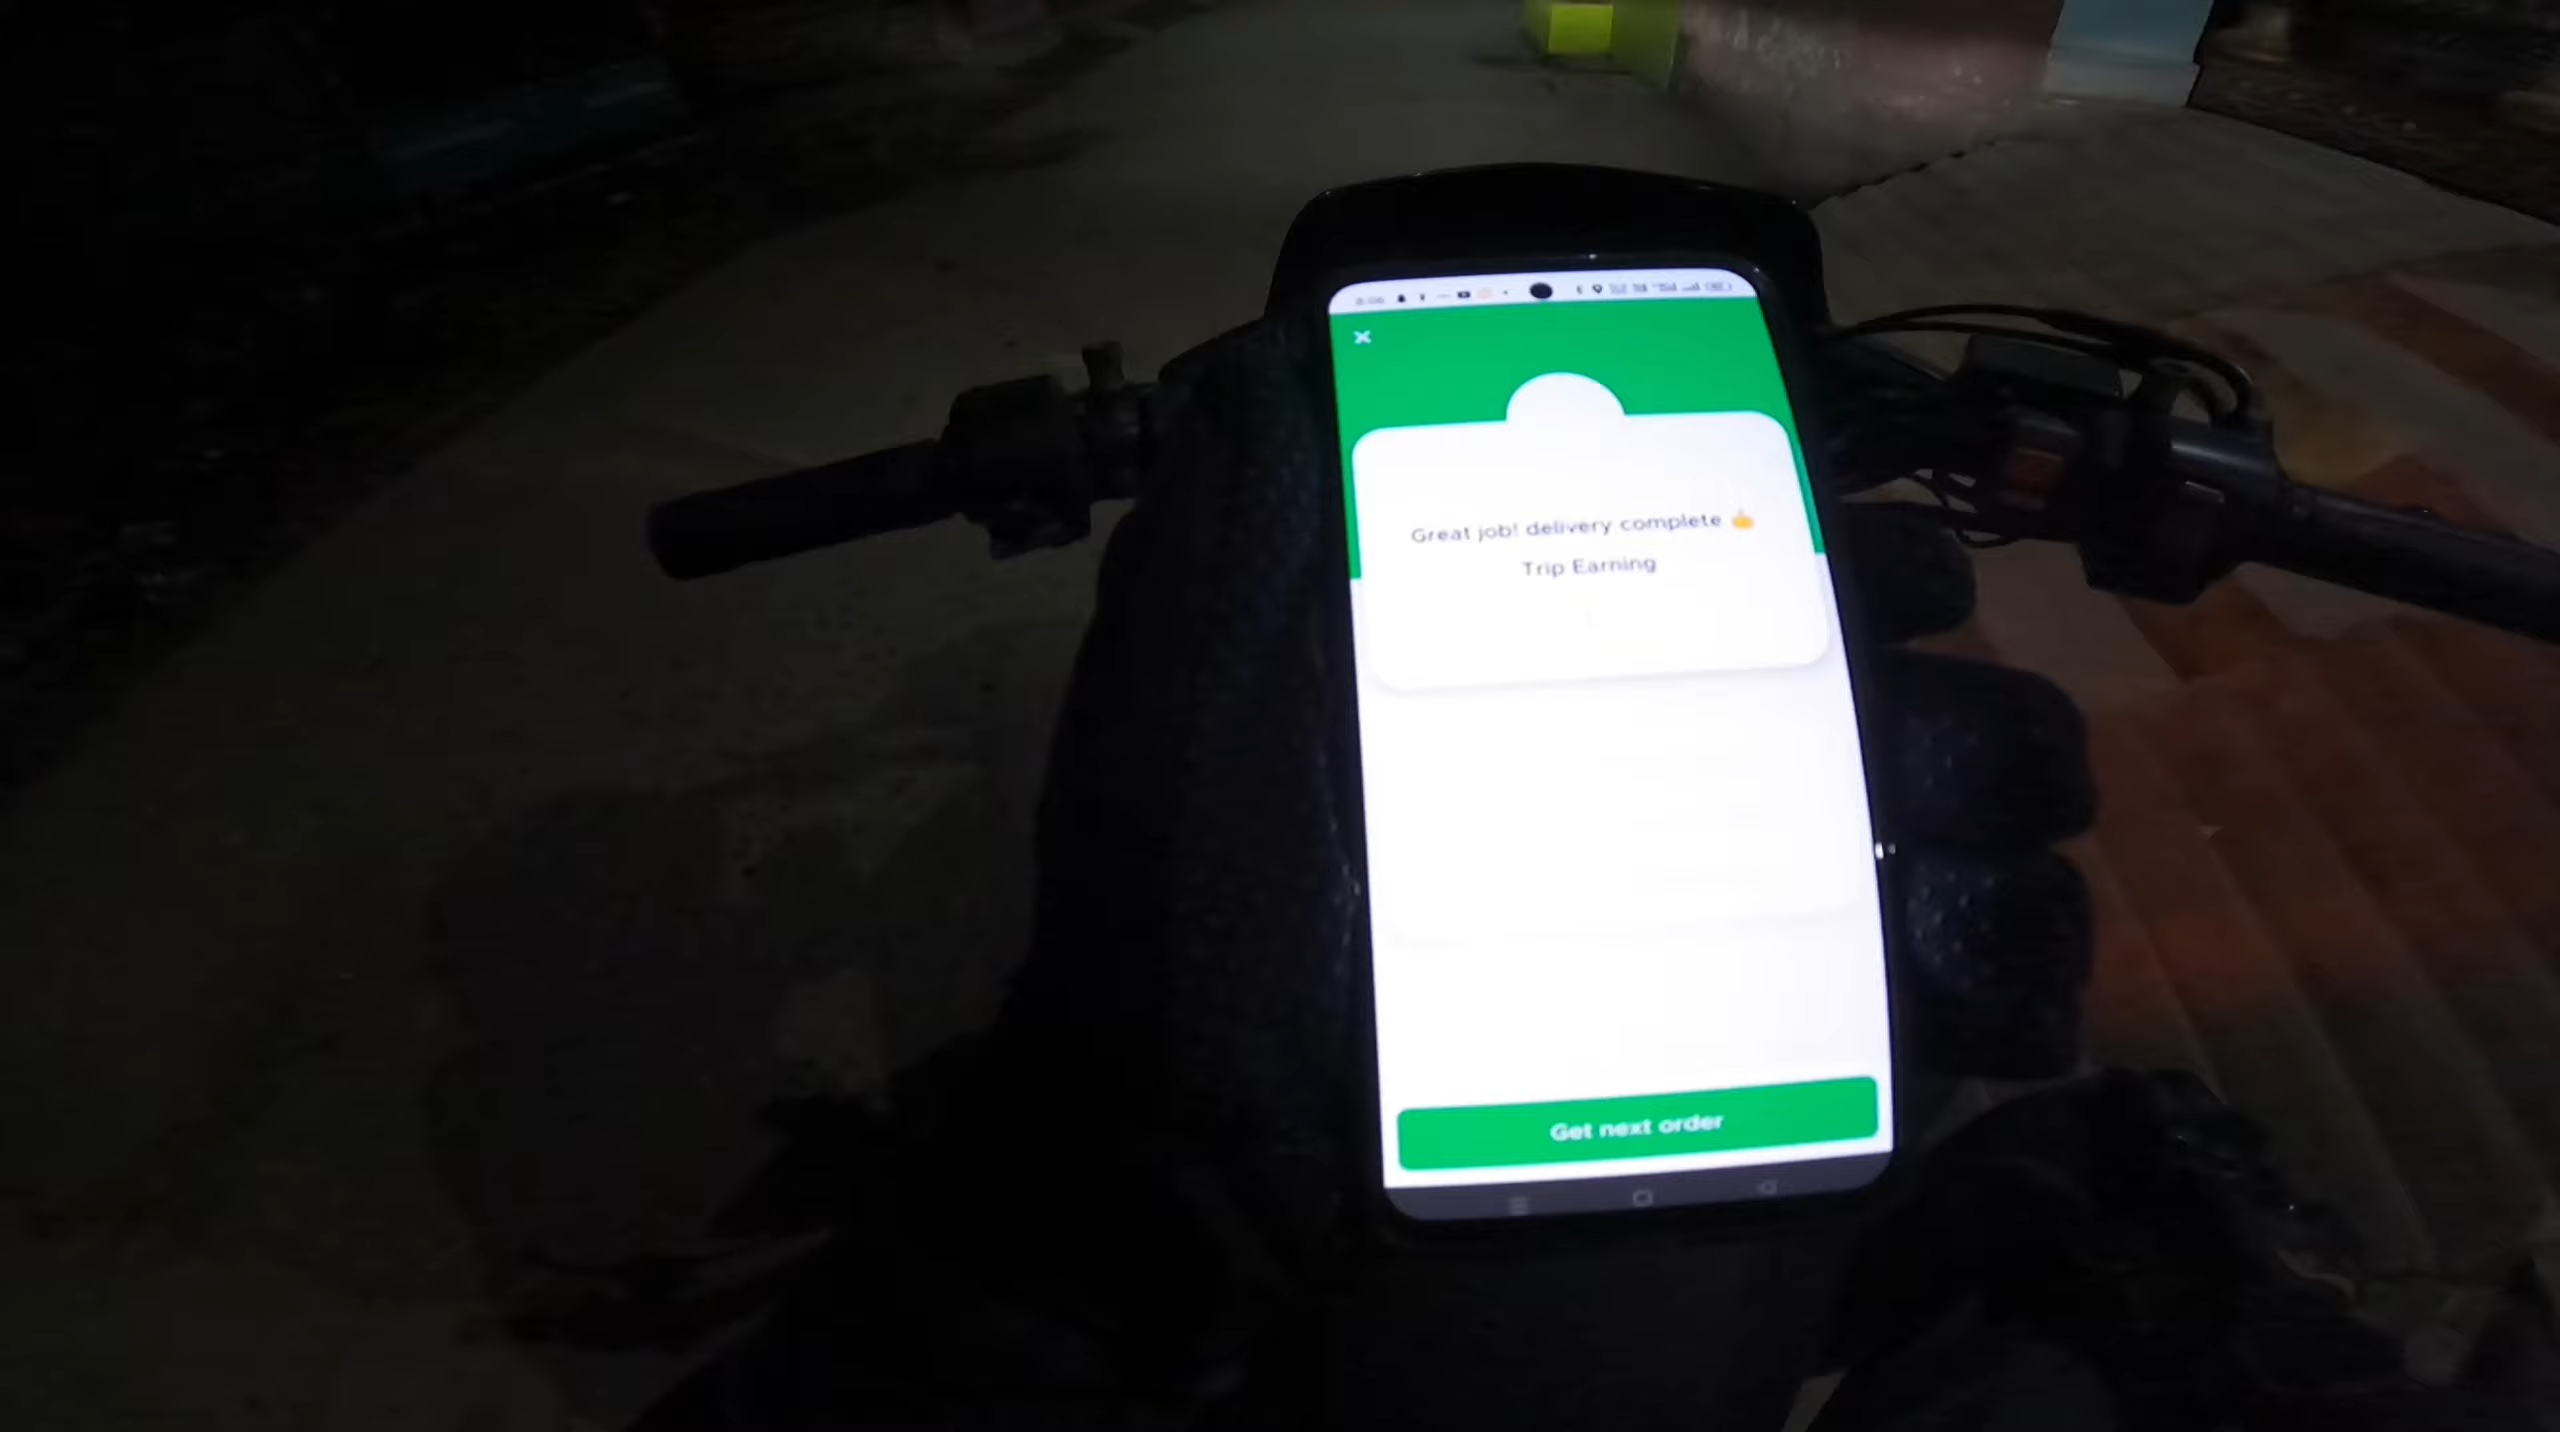 Great job! delivery complete 👍
Trip Earning
Get next order